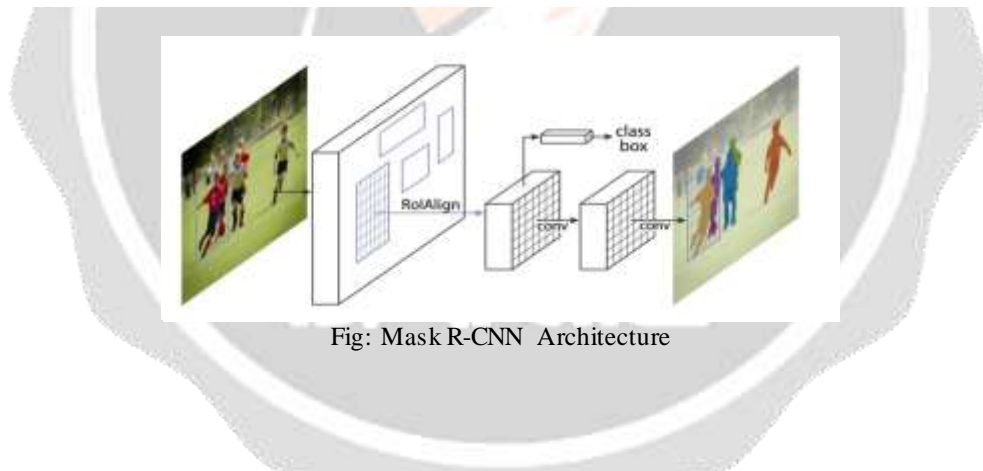 class
box
RoIAlign
conv
conv
Fig: Mask R-CNN Architecture